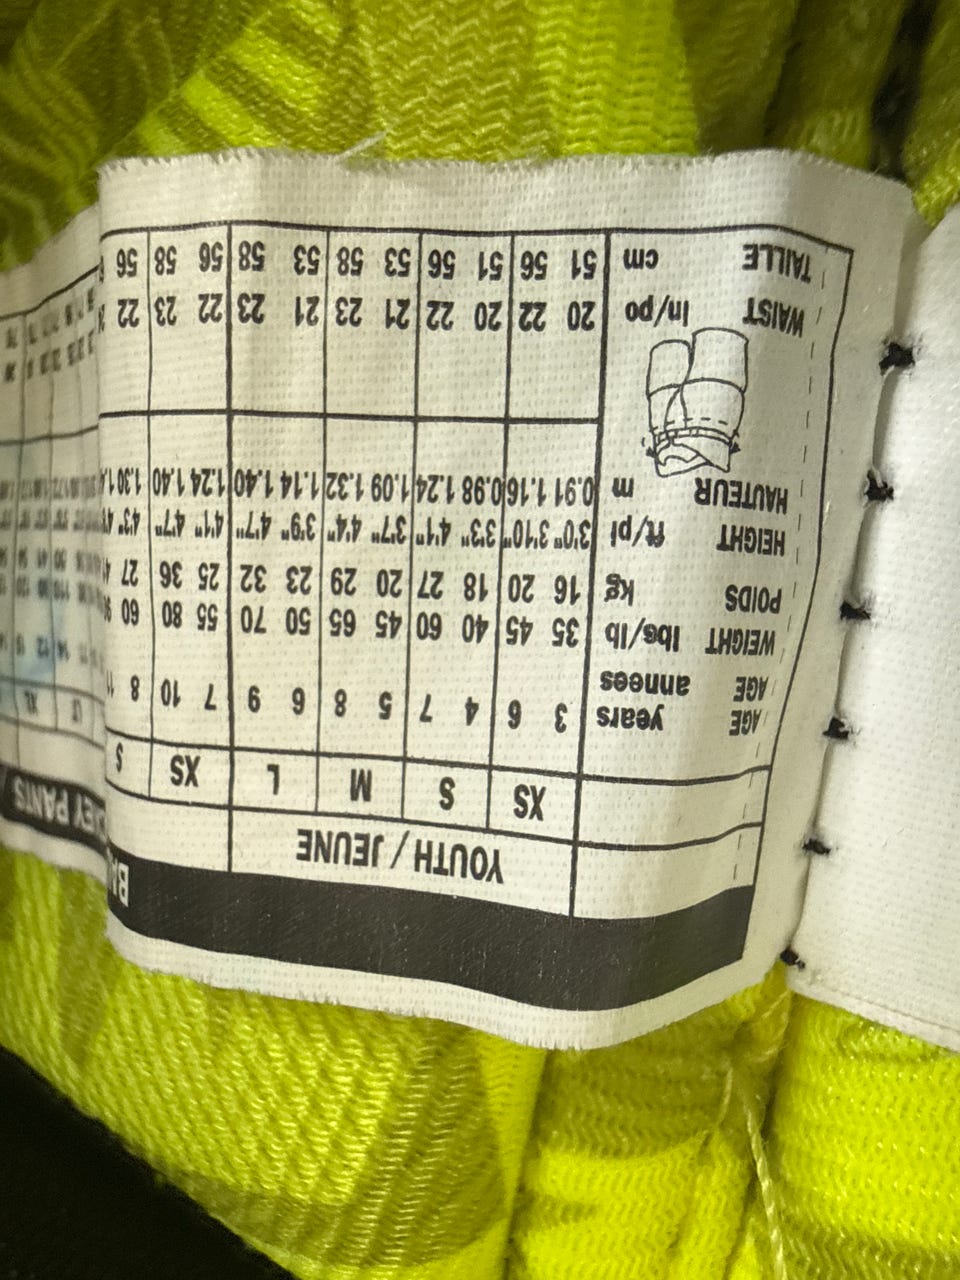 PANTS /
YOUTH / JEUNE
XS S M L XS S
AGE years 3 6 4 7 5 8 6 9 7 10 8
AGE annees
WEIGHT lbs/lb 35 45 40 60 45 65 50 70 55 80 60
POIDS kg 16 20 18 27 20 29 23 32 25 36 27
HEIGHT ft/pi 3'0" 3'10" 3'3" 4'1" 3'7" 4'4" 3'9" 4'7" 4'1" 4'7" 4'3"
HAUTEUR m 0.91 1.16 0.98 1.24 1.09 1.32 1.14 1.40 1.24 1.40 1.30
WAIST in/po 20 22 20 22 21 23 21 23 22 23 22
TAILLE cm 51 56 51 56 53 58 53 58 56 58 56
XL